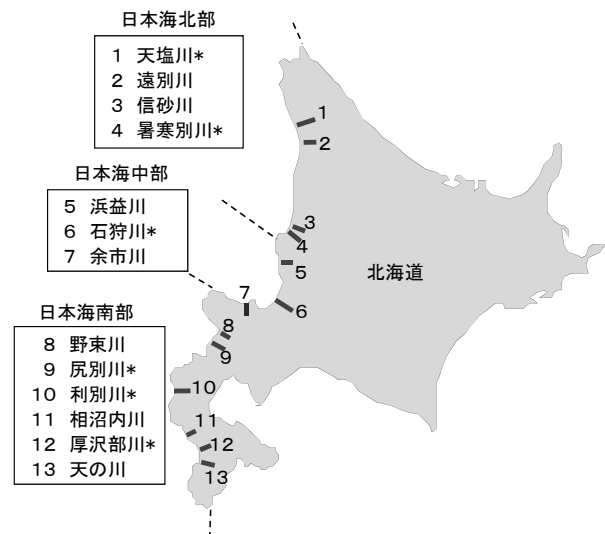 日本海北部
1 天塩川*
2 遠別川
3 信砂川
4 暑寒別川*
日本海中部
5 浜益川
6 石狩川*
7 余市川
日本海南部
8 野束川
9 尻別川*
10 利別川*
11 相沼内川
12 厚沢部川*
13 天の川
1
2
3
4
5
北海道
6
7
8
9
10
11
12
13